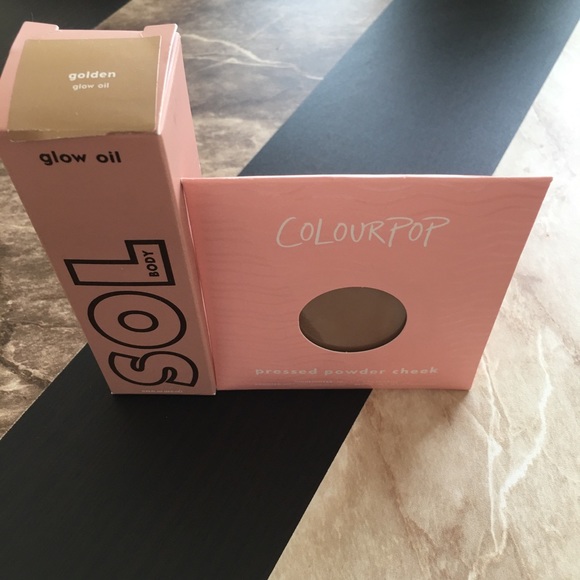 golden
glow oil
glow oil
SOL
BODY
COLOURPOP
pressed powder cheek